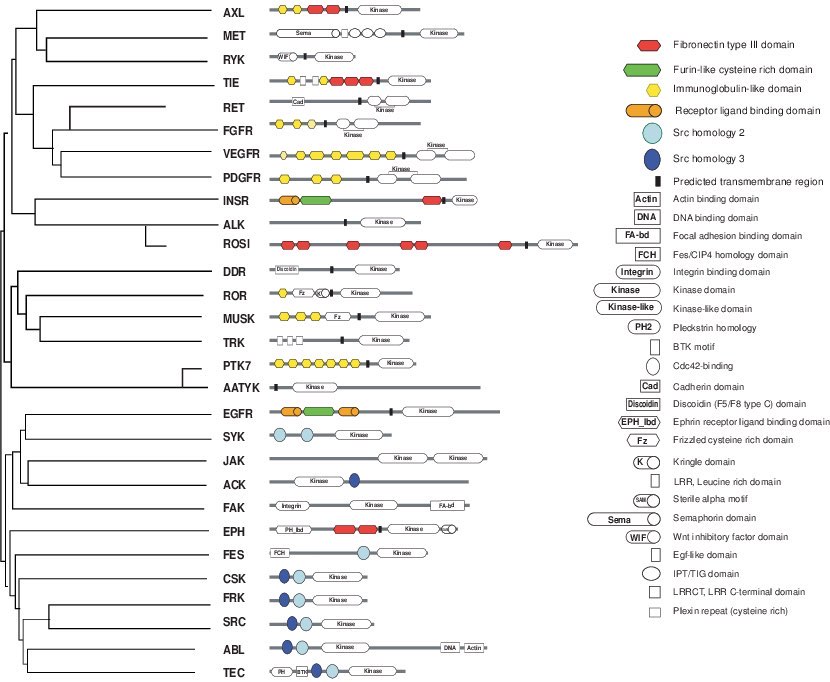 AXL Kinase
MET Sema Kinase
RYK WIF Kinase
TIE Kinase
RET Cad Kinase
FGFR Kinase
VEGFR Kinase
PDGFR Kinase
INSR Kinase
ALK Kinase
ROSI Kinase
DDR Discoidin Kinase
ROR Fz K Kinase
MUSK Fz Kinase
TRK Kinase
PTK7 Kinase
AATYK Kinase
EGFR Kinase
SYK Kinase
JAK Kinase Kinase
ACK Kinase
FAK Integrin Kinase FA-bd
EPH PH_lbd Kinase SAM
FES FCH Kinase
CSK Kinase
FRK Kinase
SRC Kinase
ABL Kinase DNA Actin
TEC PH BTK Kinase
Fibronectin type III domain
Furin-like cysteine rich domain
Immunoglobulin-like domain
Receptor ligand binding domain
Src homology 2
Src homology 3
Predicted transmembrane region
Actin Actin binding domain
DNA DNA binding domain
FA-bd Focal adhesion binding domain
FCH Fes/CIP4 homology domain
Integrin Integrin binding domain
Kinase Kinase domain
Kinase-like Kinase-like domain
PH2 Pleckstrin homology
BTK motif
Cdc42-binding
Cad Cadherin domain
Discoidin Discoidin (F5/F8 type C) domain
EPH_lbd Ephrin receptor ligand binding domain
Fz Frizzled cysteine rich domain
K Kringle domain
LRR, Leucine rich domain
SAM Sterile alpha motif
Sema Semaphorin domain
WIF Wnt inhibitory factor domain
Egf-like domain
IPT/TIG domain
LRRCT, LRR C-terminal domain
Plexin repeat (cysteine rich)